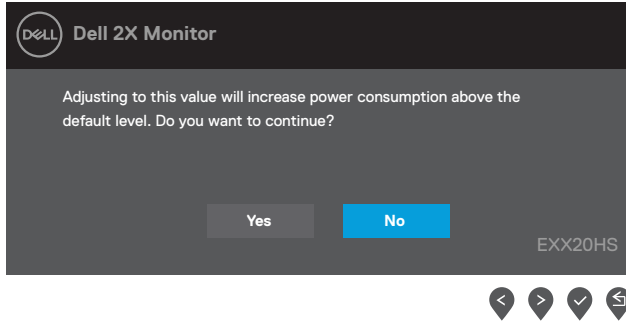 DELL Dell 2X Monitor
Adjusting to this value will increase power consumption above the
default level. Do you want to continue?
Yes No
EXX20HS